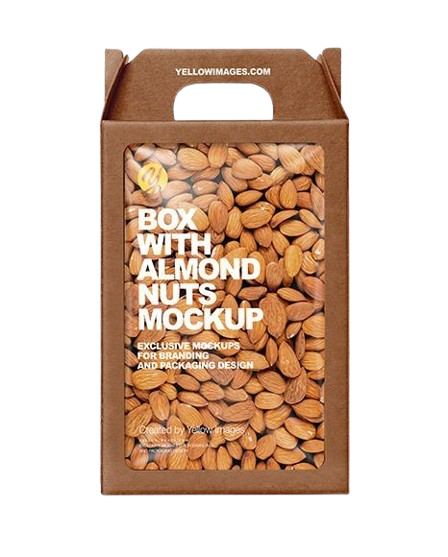 YELLOWIMAGES.COM
BOX
WITH
ALMOND
NUTS
MOCKUP
EXCLUSIVE MOCKUPS
FOR BRANDING
AND PACKAGING DESIGN
Created by Yellow Images